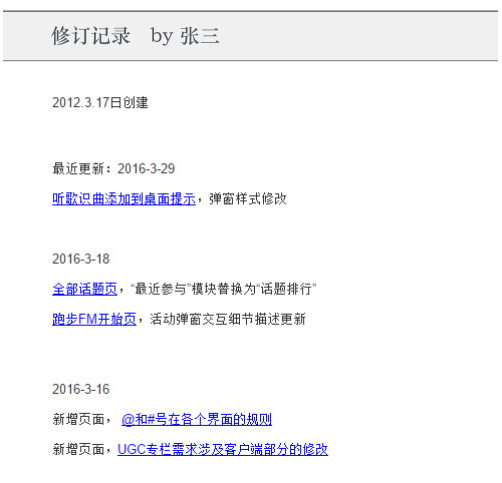 修订记录 by 张三
2012.3.17日创建
最近更新：2016-3-29
听歌识曲添加到桌面提示，弹窗样式修改
2016-3-18
全部话题页，“最近参与”模块替换为“话题排行”
跑步FM开始页，活动弹窗交互细节描述更新
2016-3-16
新增页面， @和#号在各个界面的规则
新增页面，UGC专栏需求涉及客户端部分的修改